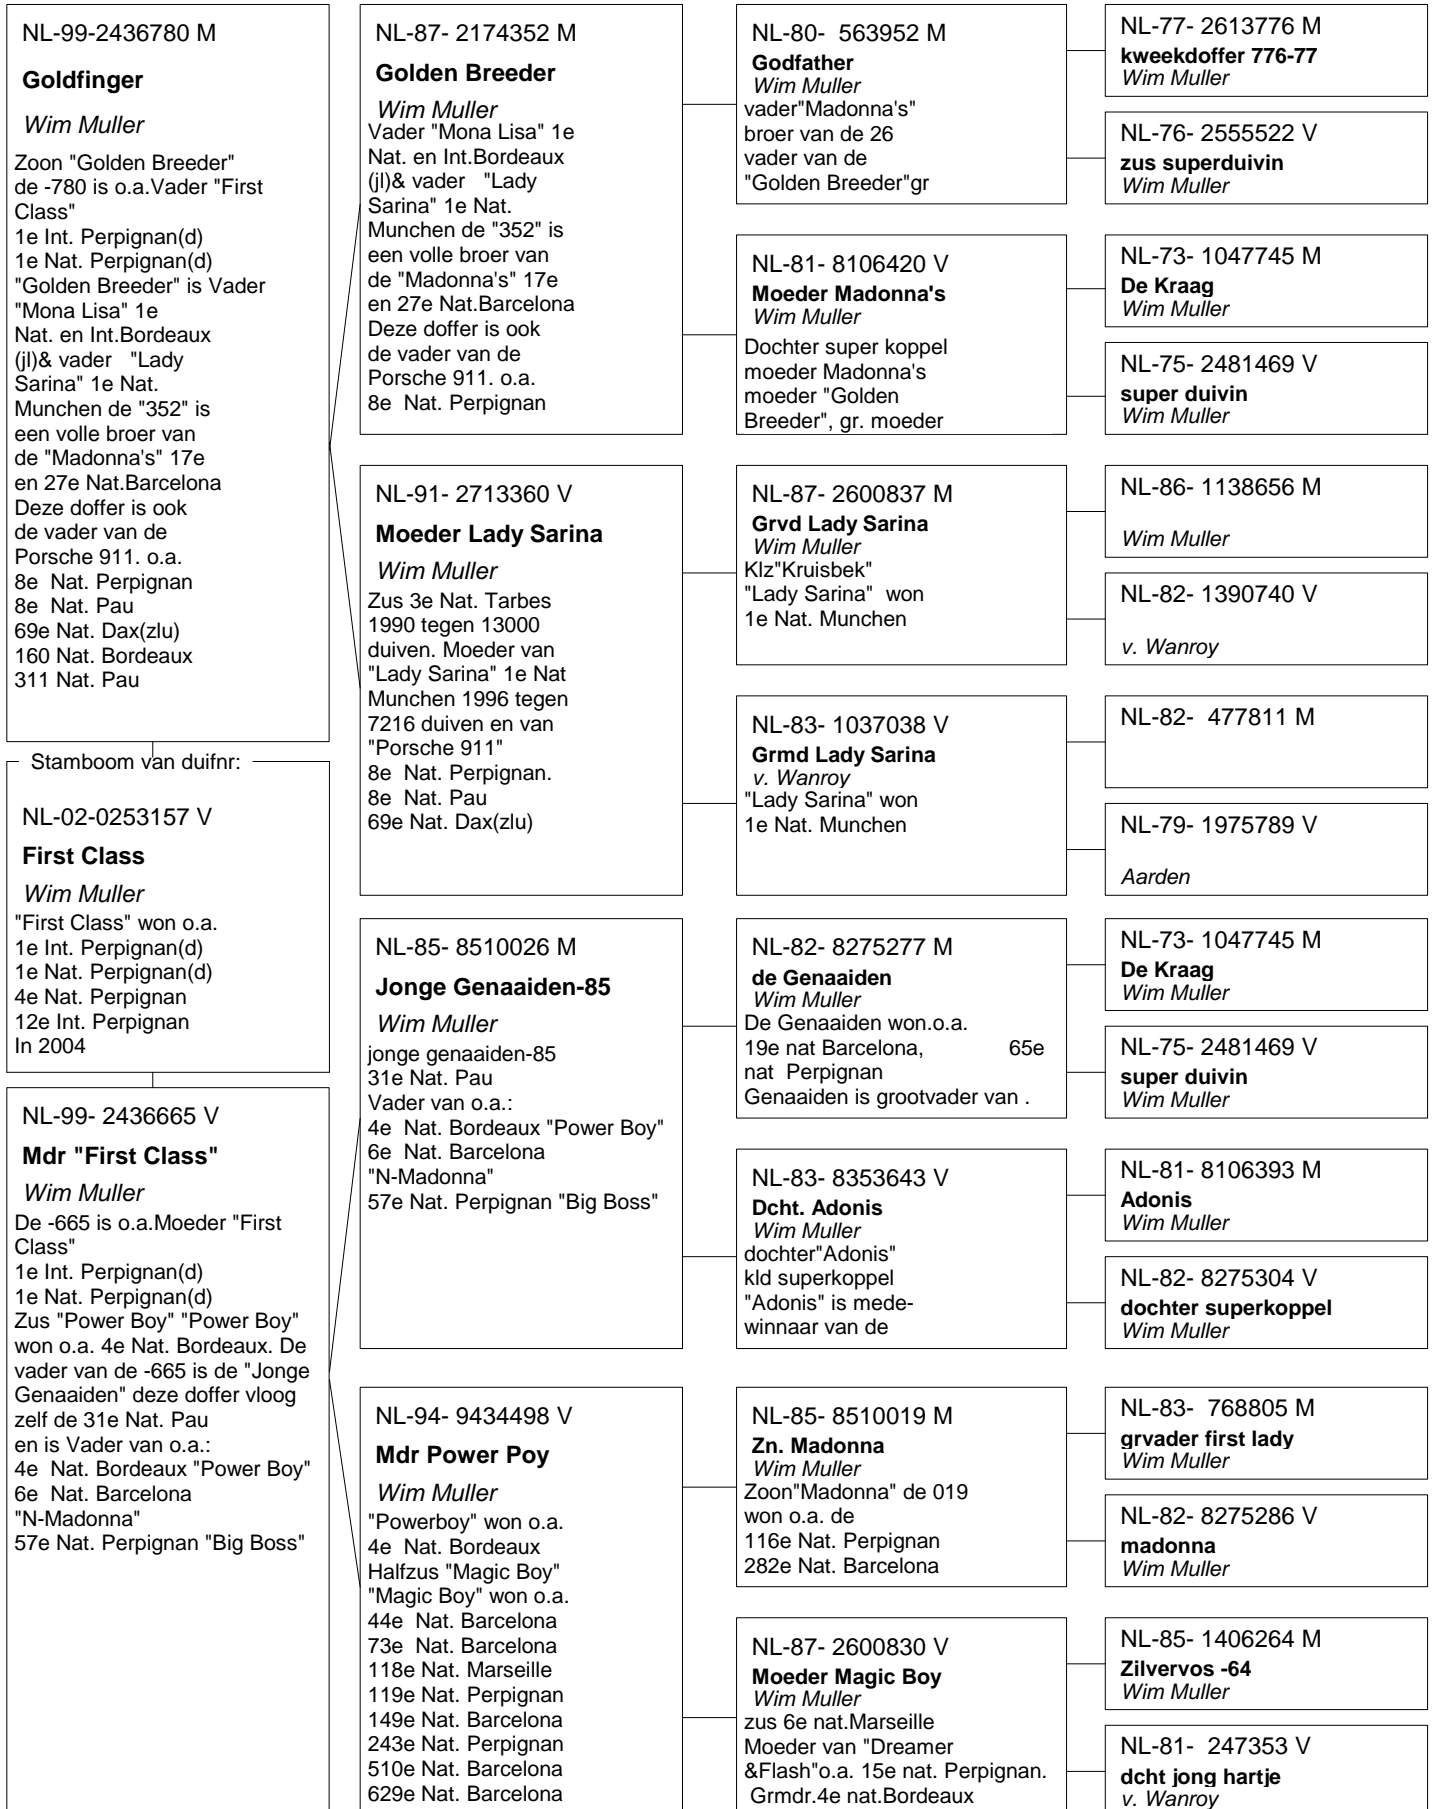 NL-99-2436780 M
Goldfinger
Wim Muller
Zoon "Golden Breeder"
de -780 is o.a.Vader "First
Class"
1e Int. Perpignan(d)
1e Nat. Perpignan(d)
"Golden Breeder" is Vader
"Mona Lisa" 1e
Nat. en Int.Bordeaux
(jl)& vader "Lady
Sarina" 1e Nat.
Munchen de "352" is
een volle broer van
de "Madonna's" 17e
en 27e Nat.Barcelona
Deze doffer is ook
de vader van de
Porsche 911. o.a.
8e Nat. Perpignan
8e Nat. Pau
69e Nat. Dax(zlu)
160 Nat. Bordeaux
311 Nat. Pau
Stamboom van duifnr:
NL-02-0253157 V
First Class
Wim Muller
"First Class" won o.a.
1e Int. Perpignan(d)
1e Nat. Perpignan(d)
4e Nat. Perpignan
12e Int. Perpignan
In 2004
NL-99- 2436665 V
Mdr "First Class"
Wim Muller
De -665 is o.a.Moeder "First
Class"
1e Int. Perpignan(d)
1e Nat. Perpignan(d)
Zus "Power Boy" "Power Boy"
won o.a. 4e Nat. Bordeaux. De
vader van de -665 is de "Jonge
Genaaiden" deze doffer vloog
zelf de 31e Nat. Pau
en is Vader van o.a.:
4e Nat. Bordeaux "Power Boy"
6e Nat. Barcelona
"N-Madonna"
57e Nat. Perpignan "Big Boss"
NL-87- 2174352 M
Golden Breeder
Wim Muller
Vader "Mona Lisa" 1e
Nat. en Int.Bordeaux
(jl)& vader "Lady
Sarina" 1e Nat.
Munchen de "352" is
een volle broer van
de "Madonna's" 17e
en 27e Nat.Barcelona
Deze doffer is ook
de vader van de
Porsche 911. o.a.
8e Nat. Perpignan
NL-91- 2713360 V
Moeder Lady Sarina
Wim Muller
Zus 3e Nat. Tarbes
1990 tegen 13000
duiven. Moeder van
"Lady Sarina" 1e Nat
Munchen 1996 tegen
7216 duiven en van
"Porsche 911"
8e Nat. Perpignan.
8e Nat. Pau
69e Nat. Dax(zlu)
NL-85- 8510026 M
Jonge Genaaiden-85
Wim Muller
jonge genaaiden-85
31e Nat. Pau
Vader van o.a.:
4e Nat. Bordeaux "Power Boy"
6e Nat. Barcelona
"N-Madonna"
57e Nat. Perpignan "Big Boss"
NL-94- 9434498 V
Mdr Power Poy
Wim Muller
"Powerboy" won o.a.
4e Nat. Bordeaux
Halfzus "Magic Boy"
"Magic Boy" won o.a.
44e Nat. Barcelona
73e Nat. Barcelona
118e Nat. Marseille
119e Nat. Perpignan
149e Nat. Barcelona
243e Nat. Perpignan
510e Nat. Barcelona
629e Nat. Barcelona
NL-80- 563952 M
Godfather
Wim Muller
vader"Madonna's"
broer van de 26
vader van de
"Golden Breeder"gr
NL-81- 8106420 V
Moeder Madonna's
Wim Muller
Dochter super koppel
moeder Madonna's
moeder "Golden
Breeder", gr. moeder
NL-87- 2600837 M
Grvd Lady Sarina
Wim Muller
Klz"Kruisbek"
"Lady Sarina" won
1e Nat. Munchen
NL-83- 1037038 V
Grmd Lady Sarina
v. Wanroy
"Lady Sarina" won
1e Nat. Munchen
NL-82- 8275277 M
de Genaaiden
Wim Muller
De Genaaiden won.o.a.
19e nat Barcelona, 65e
nat Perpignan
Genaaiden is grootvader van .
NL-83- 8353643 V
Dcht. Adonis
Wim Muller
dochter"Adonis"
kld superkoppel
"Adonis" is mede-
winnaar van de
NL-85- 8510019 M
Zn. Madonna
Wim Muller
Zoon"Madonna" de 019
won o.a. de
116e Nat. Perpignan
282e Nat. Barcelona
NL-87- 2600830 V
Moeder Magic Boy
Wim Muller
zus 6e nat.Marseille
Moeder van "Dreamer
&Flash"o.a. 15e nat. Perpignan.
Grmdr.4e nat.Bordeaux
NL-77- 2613776 M
kweekdoffer 776-77
Wim Muller
NL-76- 2555522 V
zus superduivin
Wim Muller
NL-73- 1047745 M
De Kraag
Wim Muller
NL-75- 2481469 V
super duivin
Wim Muller
NL-86- 1138656 M
Wim Muller
NL-82- 1390740 V
v. Wanroy
NL-82- 477811 M
NL-79- 1975789 V
Aarden
NL-73- 1047745 M
De Kraag
Wim Muller
NL-75- 2481469 V
super duivin
Wim Muller
NL-81- 8106393 M
Adonis
Wim Muller
NL-82- 8275304 V
dochter superkoppel
Wim Muller
NL-83- 768805 M
grvader first lady
Wim Muller
NL-82- 8275286 V
madonna
Wim Muller
NL-85- 1406264 M
Zilvervos -64
Wim Muller
NL-81- 247353 V
dcht jong hartje
v. Wanroy